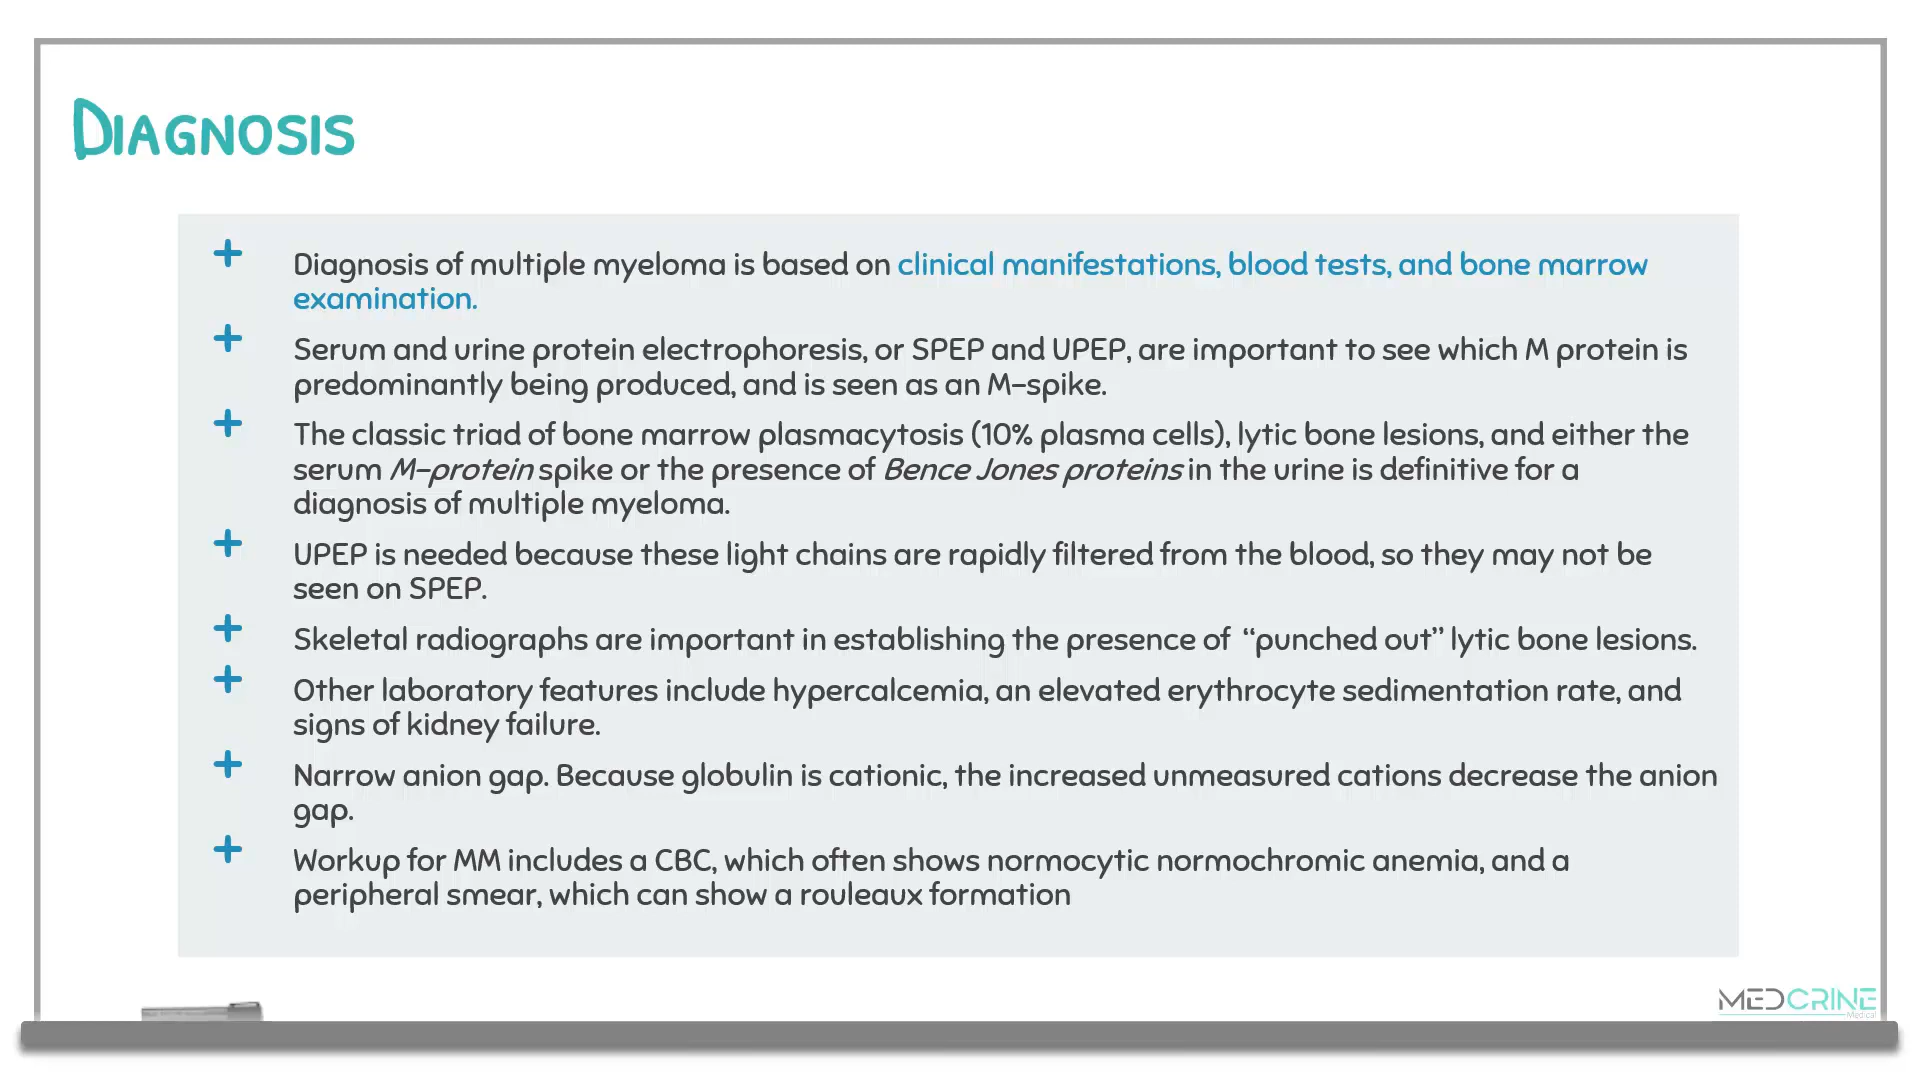 DIAGNOSIS
+ Diagnosis of multiple myeloma is based on clinical manifestations, blood tests, and bone marrow
examination.
+ Serum and urine protein electrophoresis, or SPEP and UPEP, are important to see which M protein is
predominantly being produced, and is seen as an M-spike.
+ The classic triad of bone marrow plasmacytosis (10% plasma cells), lytic bone lesions, and either the
serum M-protein spike or the presence of Bence Jones proteins in the urine is definitive for a
diagnosis of multiple myeloma.
+ UPEP is needed because these light chains are rapidly filtered from the blood, so they may not be
seen on SPEP.
+ Skeletal radiographs are important in establishing the presence of “punched out” lytic bone lesions.
+ Other laboratory features include hypercalcemia, an elevated erythrocyte sedimentation rate, and
signs of kidney failure.
+ Narrow anion gap. Because globulin is cationic, the increased unmeasured cations decrease the anion
gap.
+ Workup for MM includes a CBC, which often shows normocytic normochromic anemia, and a
peripheral smear, which can show a rouleaux formation
MEDCRINE
Medical